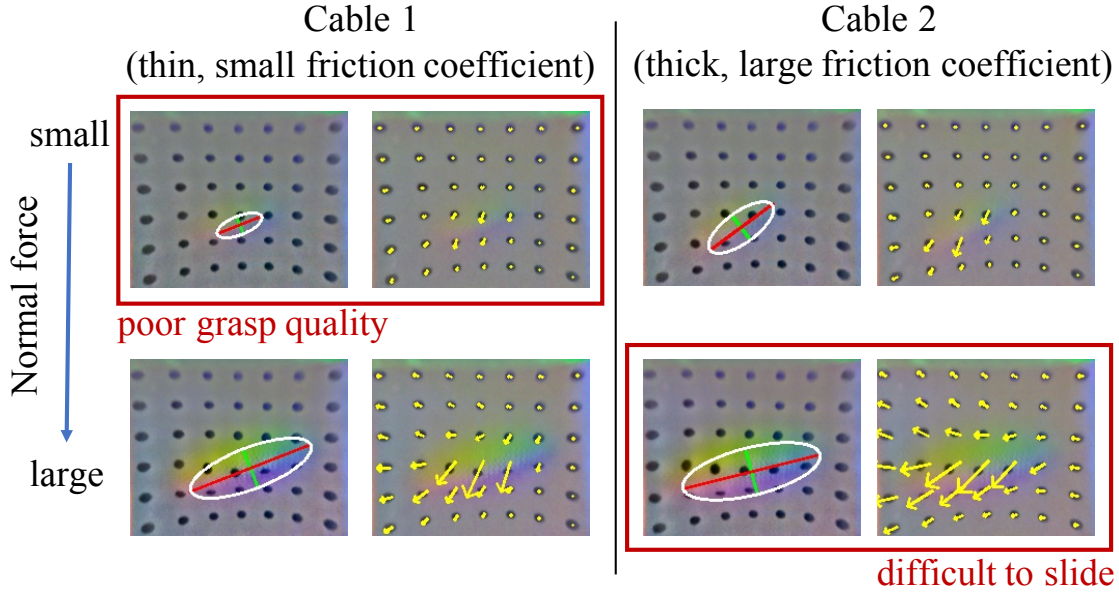 Cable 1
(thin, small friction coefficient)
Cable 2
(thick, large friction coefficient)
small
Normal force
poor grasp quality
large
difficult to slide